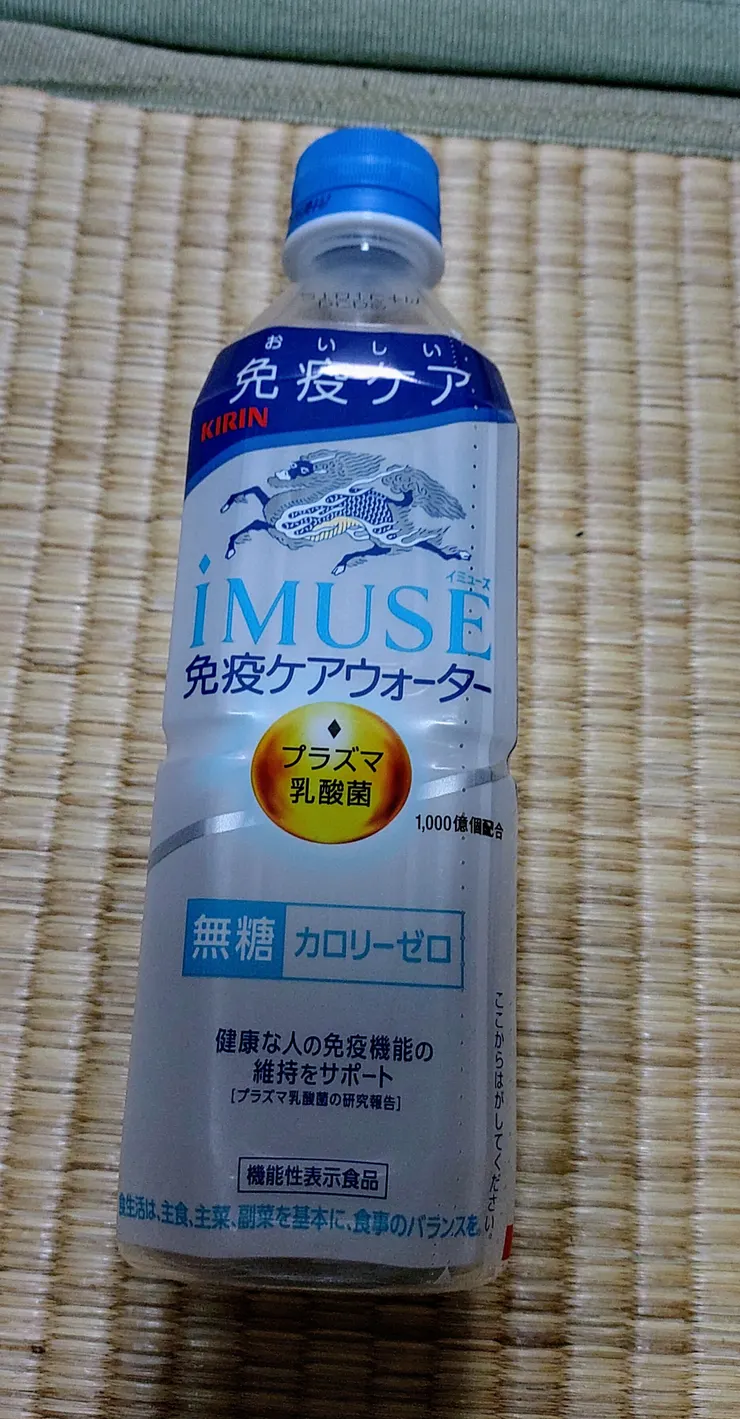 おいしい
免疫ケア
KIRIN
iMUSE
イミューズ
免疫ケアウォーター
プラズマ
乳酸菌
1,000億個配合
無糖 カロリーゼロ
健康な人の免疫機能の
維持をサポート
[プラズマ乳酸菌の研究報告]
機能性表示食品
食生活は、主食、主菜、副菜を基本に、食事のバランスを。
ここからはがしてください。